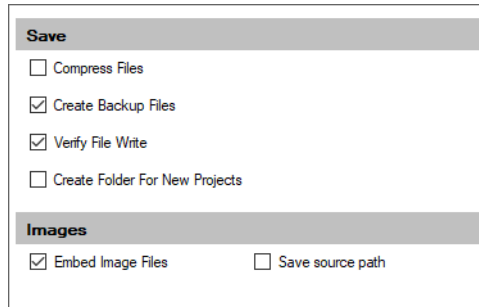 Save
Compress Files
Create Backup Files
Verify File Write
Create Folder For New Projects
Images
Embed Image Files Save source path